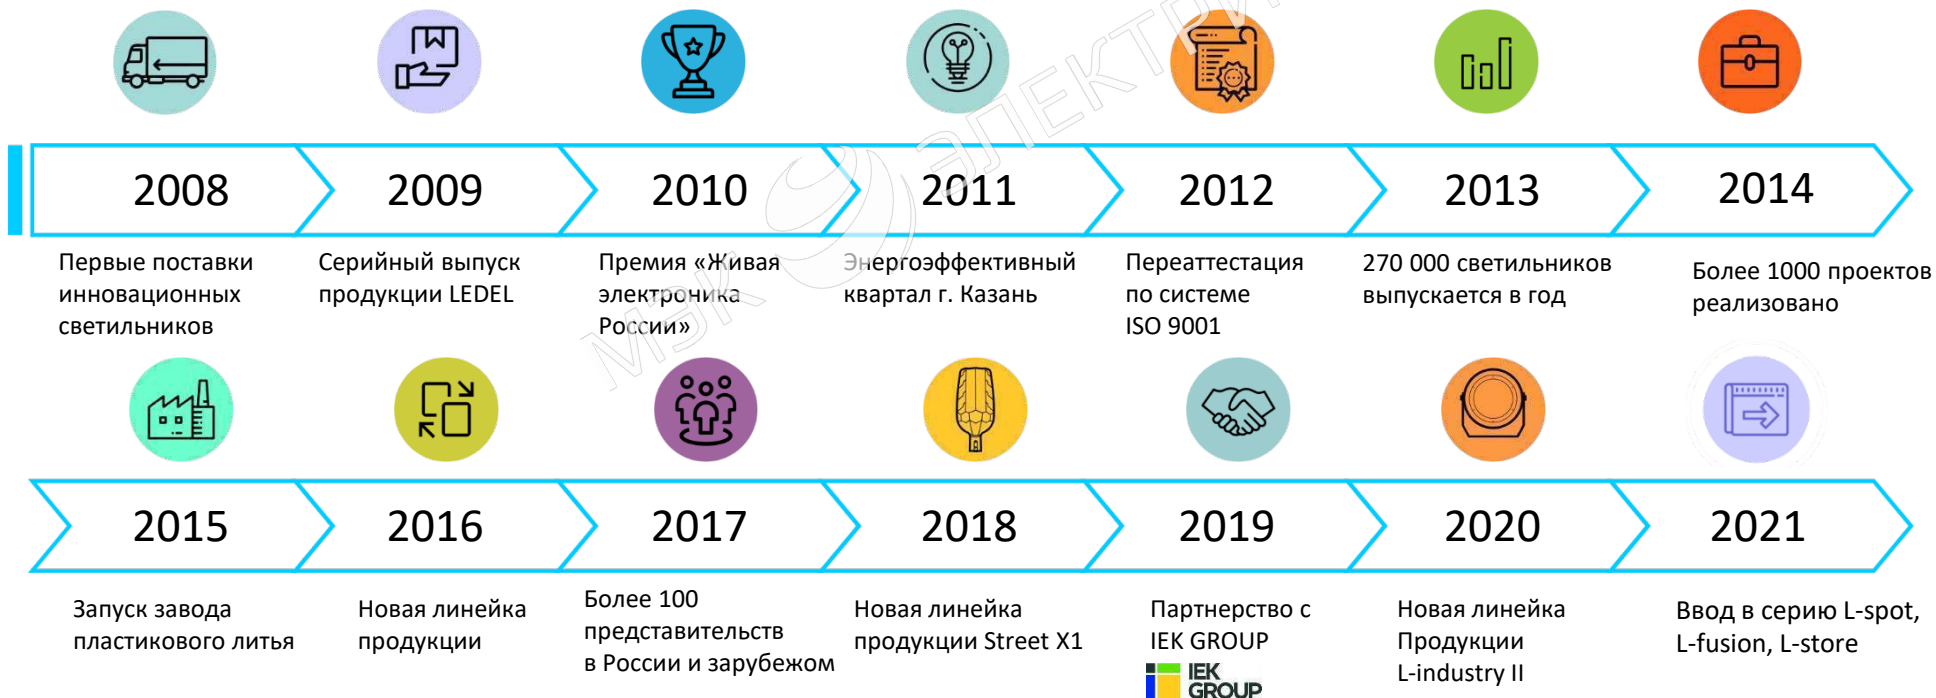 2008
2009
2010
2011
2012
2013
2014
Первые поставки
инновационных
светильников
Серийный выпуск
продукции LEDEL
Премия «Живая
электроника
России»
Энергоэффективный
квартал г. Казань
Переаттестация
по системе
ISO 9001
270 000 светильников
выпускается в год
Более 1000 проектов
реализовано
2015
2016
2017
2018
2019
2020
2021
Запуск завода
пластикового литья
Новая линейка
продукции
Более 100
представительств
в России и зарубежом
Новая линейка
продукции Street X1
Партнерство с
IEK GROUP
IEK
GROUP
Новая линейка
Продукции
L-industry II
Ввод в серию L-spot,
L-fusion, L-store
МЭК